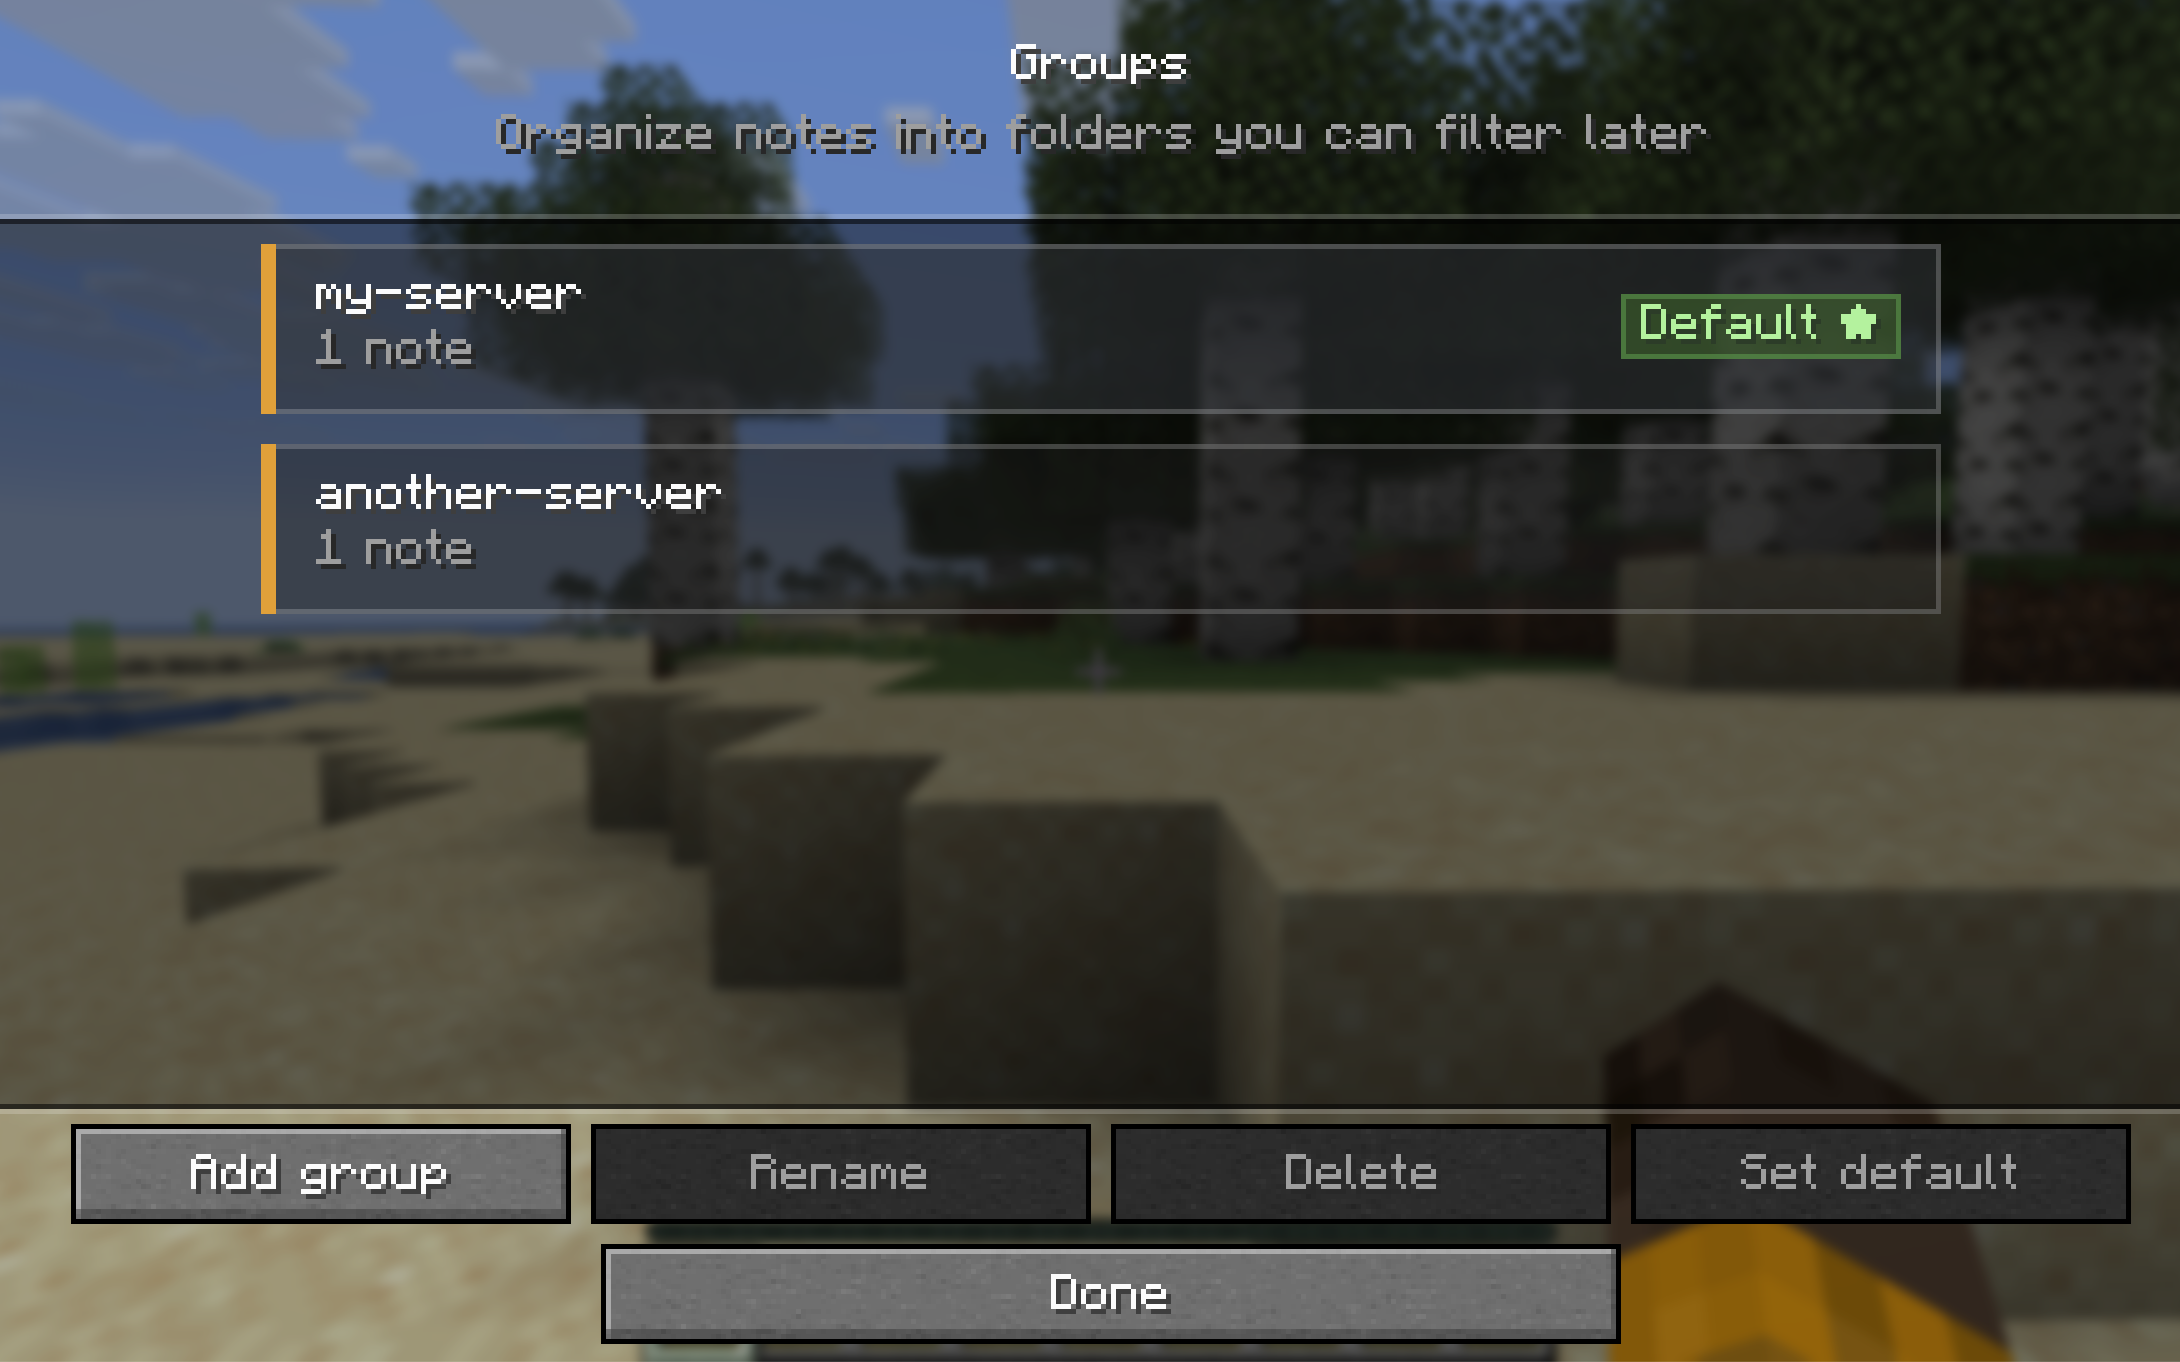 Groups
Organize notes into folders you can filter later
my-server
1 note
Default ★
another-server
1 note
Add group
Rename
Delete
Set default
Done